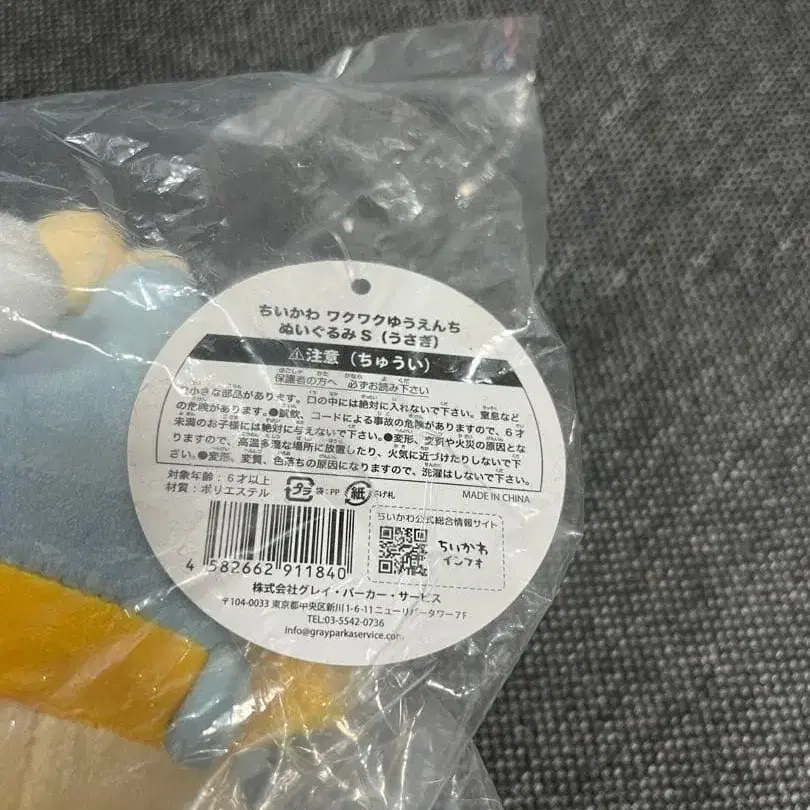 ちいかわ ワクワクゆうえんち
ぬいぐるみ S（うさぎ）
⚠注意（ちゅうい）
保護者の方へ 必ずお読み下さい
小さな部品があります。口の中には絶対に入れないで下さい。窒息など
の危険があります。●誤飲、コードによる事故の危険がありますので、6才
未満のお子様には絶対に与えないで下さい。●変形、変質や火災の原因とな
りますので、高温多湿な場所に放置したり、火気に近づけたりしないで下
さい。●変形、変質、色落ちの原因になりますので、洗濯はしないで下さい。
対象年齢：6才以上
材質：ポリエステル
プラ 袋：PP 紙 下げ札
MADE IN CHINA
ちいかわ公式総合情報サイト
ちいかわ
インフォ
4 582662 911840
株式会社グレイ・パーカー・サービス
〒104-0033 東京都中央区新川1-6-11ニューリバータワー7F
TEL:03-5542-0736
info@grayparkaservice.com